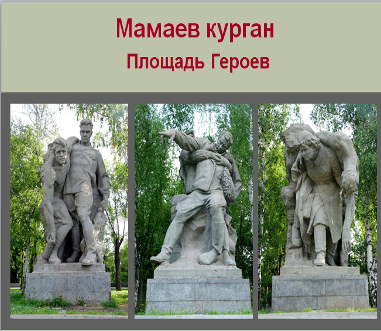 Мамаев курган
Площадь Героев